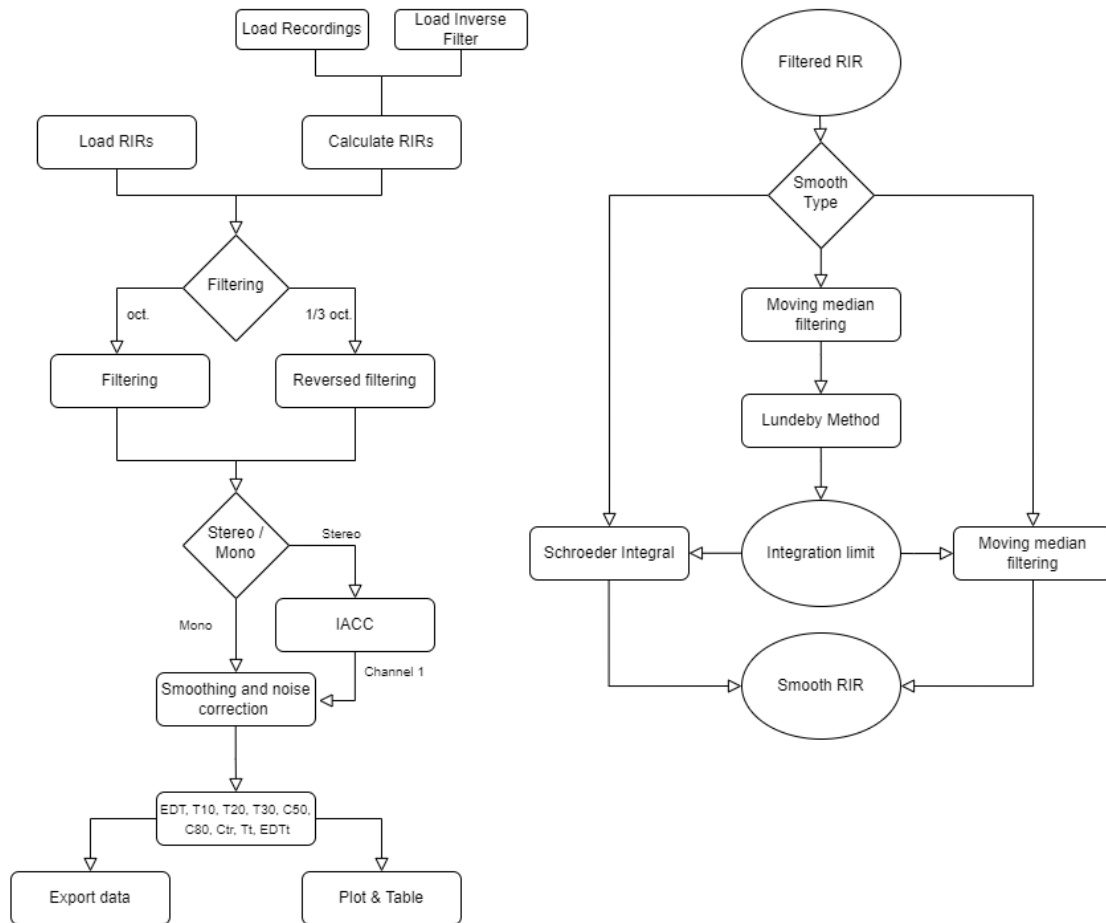 Load Recordings
Load Inverse
Filter
Load RIRs
Calculate RIRs
Filtering
oct.
1/3 oct.
Filtering
Reversed filtering
Stereo /
Mono
Stereo
IACC
Mono
Channel 1
Smoothing and noise
correction
EDT, T10, T20, T30, C50,
C80, Ctr, Tt, EDTt
Export data
Plot & Table
Filtered RIR
Smooth
Type
Moving median
filtering
Lundeby Method
Schroeder Integral
Integration limit
Moving median
filtering
Smooth RIR